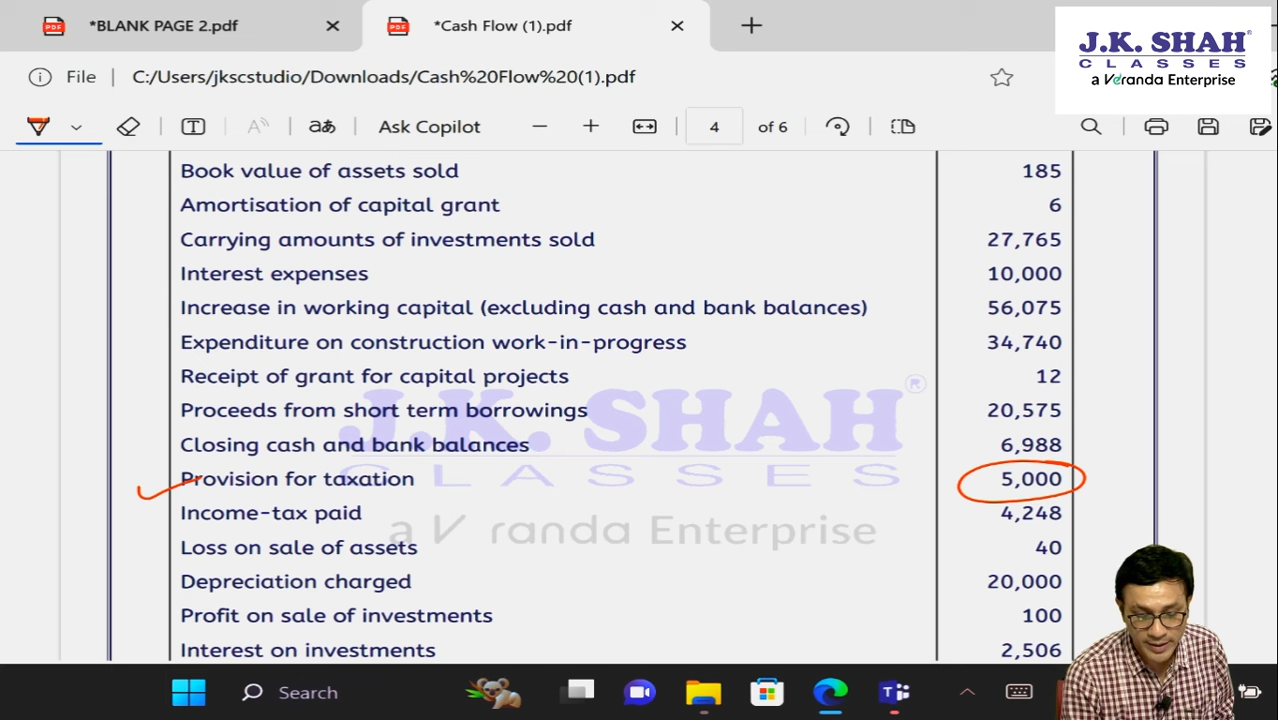 *BLANK PAGE 2.pdf
*Cash Flow (1).pdf
J.K. SHAH®
CLASSES
a Veranda Enterprise
File
C:/Users/jkscstudio/Downloads/Cash%20Flow%20(1).pdf
Ask Copilot
4 of 6
Book value of assets sold 185
Amortisation of capital grant 6
Carrying amounts of investments sold 27,765
Interest expenses 10,000
Increase in working capital (excluding cash and bank balances) 56,075
Expenditure on construction work-in-progress 34,740
Receipt of grant for capital projects 12
Proceeds from short term borrowings 20,575
Closing cash and bank balances 6,988
Provision for taxation 5,000
Income-tax paid 4,248
Loss on sale of assets 40
Depreciation charged 20,000
Profit on sale of investments 100
Interest on investments 2,506
J.K. SHAH®
CLASSES
a V randa Enterprise
Search